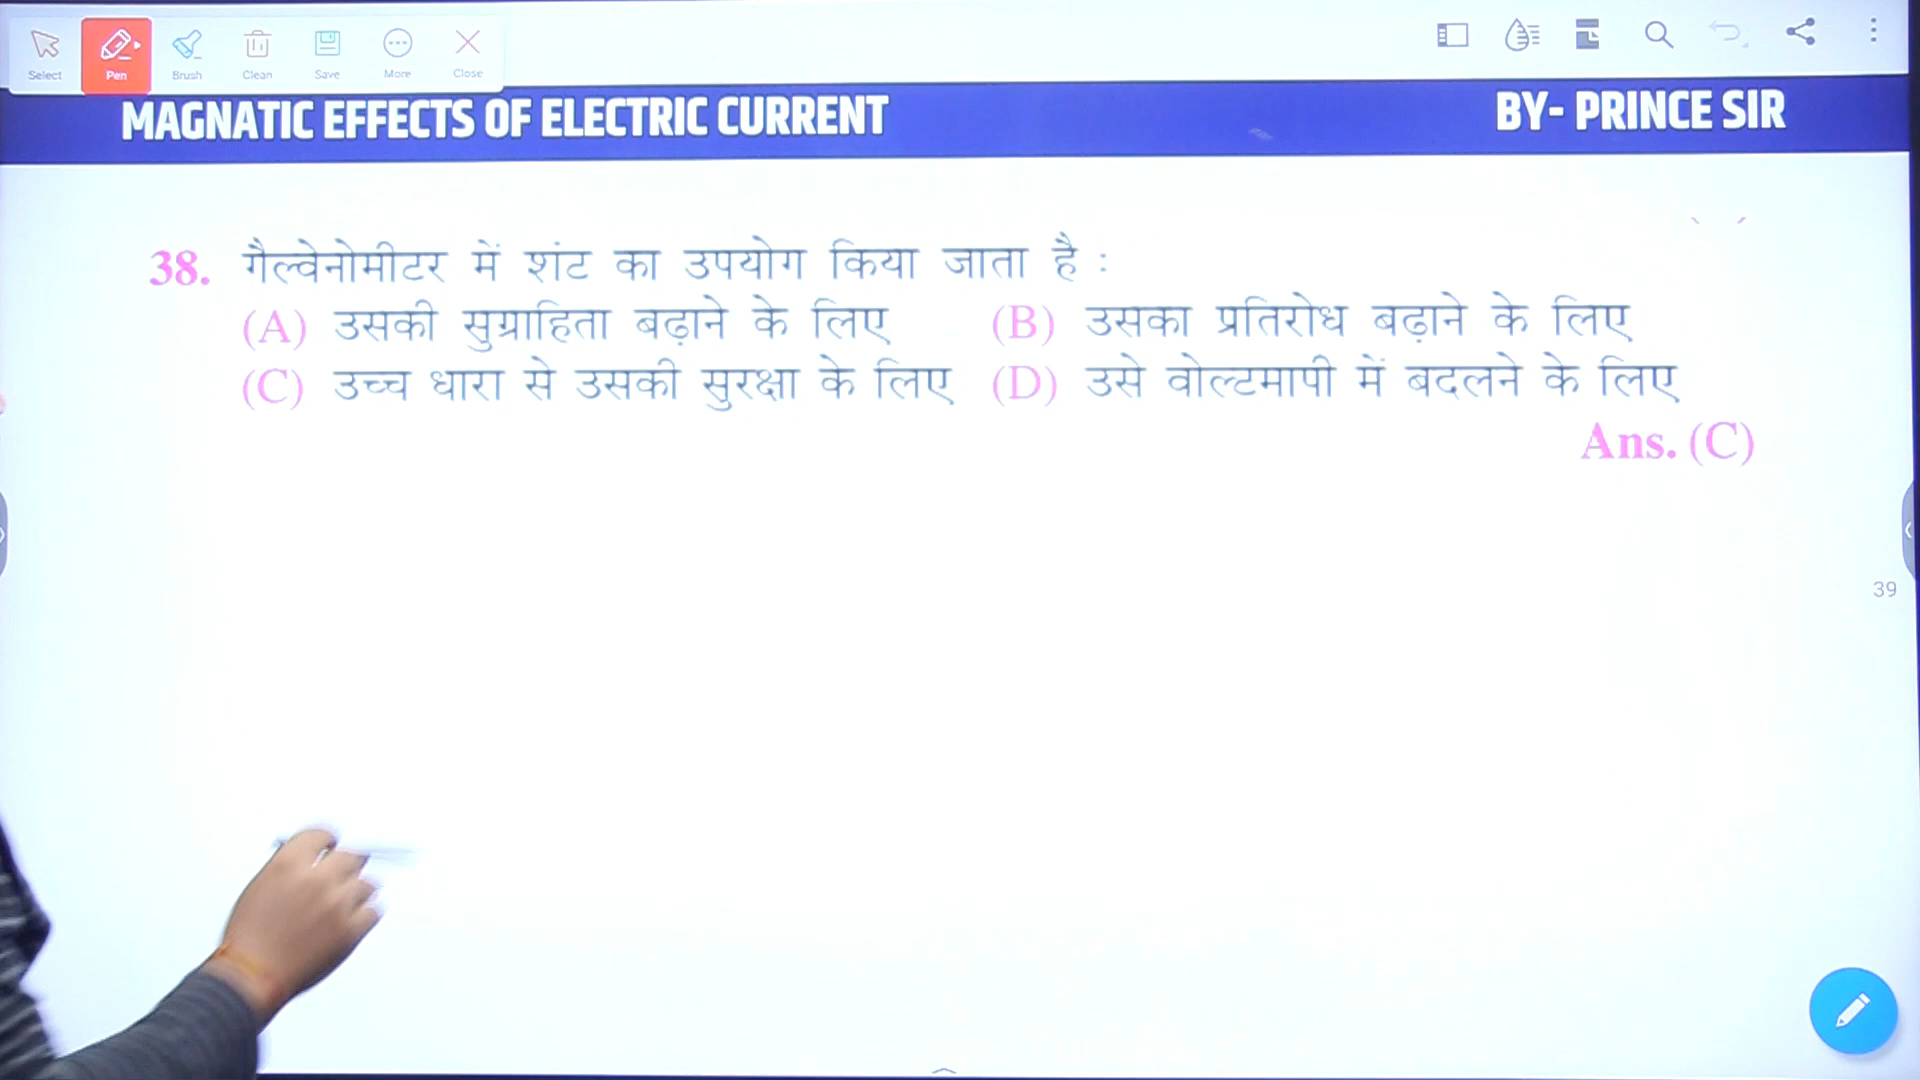 Select Pen Brush Clean Save More Close
MAGNATIC EFFECTS OF ELECTRIC CURRENT BY- PRINCE SIR
38. गैल्वेनोमीटर में शंट का उपयोग किया जाता है :
(A) उसकी सुग्राहिता बढ़ाने के लिए (B) उसका प्रतिरोध बढ़ाने के लिए
(C) उच्च धारा से उसकी सुरक्षा के लिए (D) उसे वोल्टमापी में बदलने के लिए
Ans. (C)
39